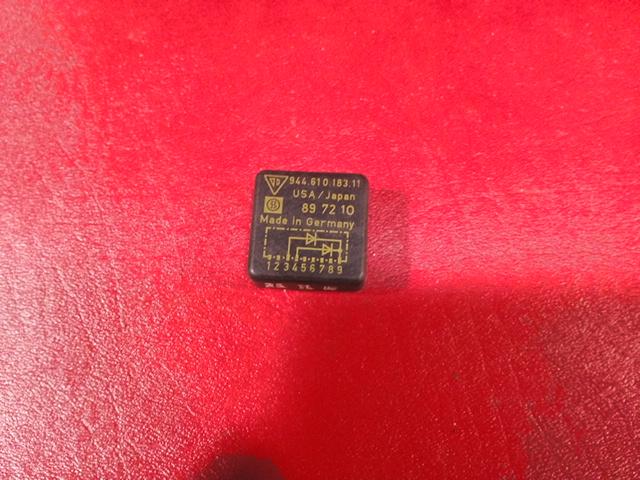 944.610.183.11
USA/Japan
89 72 10
Made in Germany
123456789